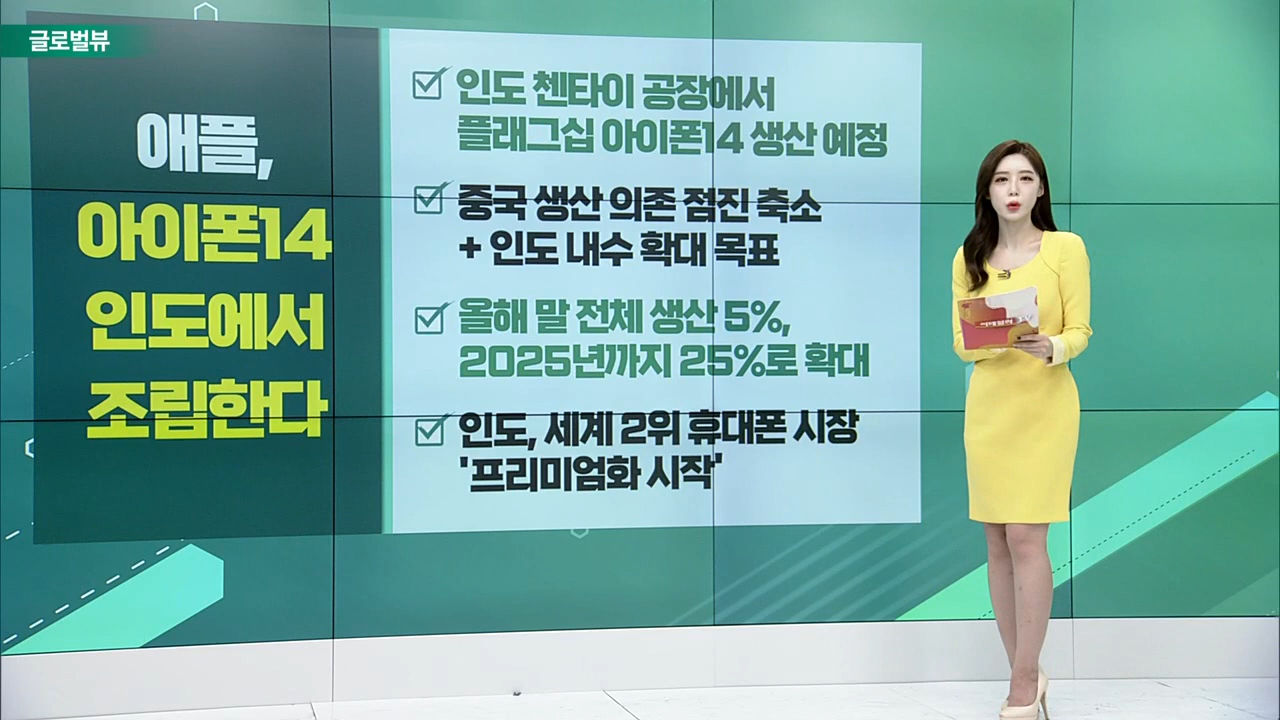 글로벌뷰
애플,
아이폰14
인도에서
조립한다
인도 첸타이 공장에서
플래그십 아이폰14 생산 예정
중국 생산 의존 점진 축소
+ 인도 내수 확대 목표
올해 말 전체 생산 5%,
2025년까지 25%로 확대
인도, 세계 2위 휴대폰 시장
'프리미엄화 시작'